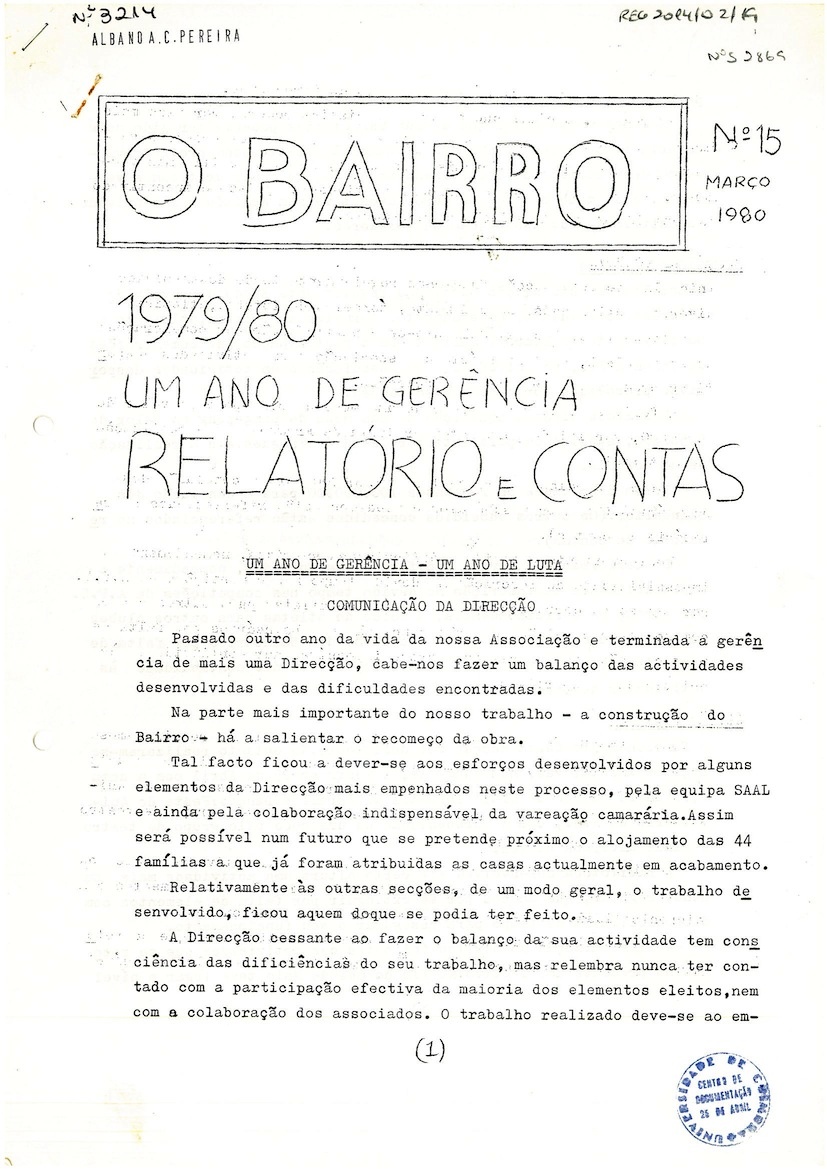 Nº 3214
ALBANO A. C. PEREIRA
Nº 15
MARÇO
1980
O BAIRRO
1979/80
UM ANO DE GERÊNCIA
RELATÓRIO E CONTAS
UM ANO DE GERÊNCIA - UM ANO DE LUTA
COMUNICAÇÃO DA DIRECÇÃO
Passado outro ano da vida da nossa Associação e terminada a gerên
cia de mais uma Direcção, cabe-nos fazer um balanço das actividades
desenvolvidas e das dificuldades encontradas.
Na parte mais importante do nosso trabalho - a construção do
Bairro - há a salientar o recomeço da obra.
Tal facto ficou a dever-se aos esforços desenvolvidos por alguns
elementos da Direcção mais empenhados neste processo, pela equipa SAAL
e ainda pela colaboração indispensável da vareação camarária.Assim
será possível num futuro que se pretende próximo o alojamento das 44
famílias a que já foram atribuidas as casas actualmente em acabamento.
Relativamente às outras secções, de um modo geral, o trabalho de
senvolvido, ficou aquem doque se podia ter feito.
A Direcção cessante ao fazer o balanço da sua actividade tem cons
ciência das dificiências do seu trabalho, mas relembra nunca ter con-
tado com a participação efectiva da maioria dos elementos eleitos,nem
com a colaboração dos associados. O trabalho realizado deve-se ao em-
(1)
UNIVERSIDADE DE COIMBRA
CENTRO DE
DOCUMENTAÇÃO
25 DE ABRIL